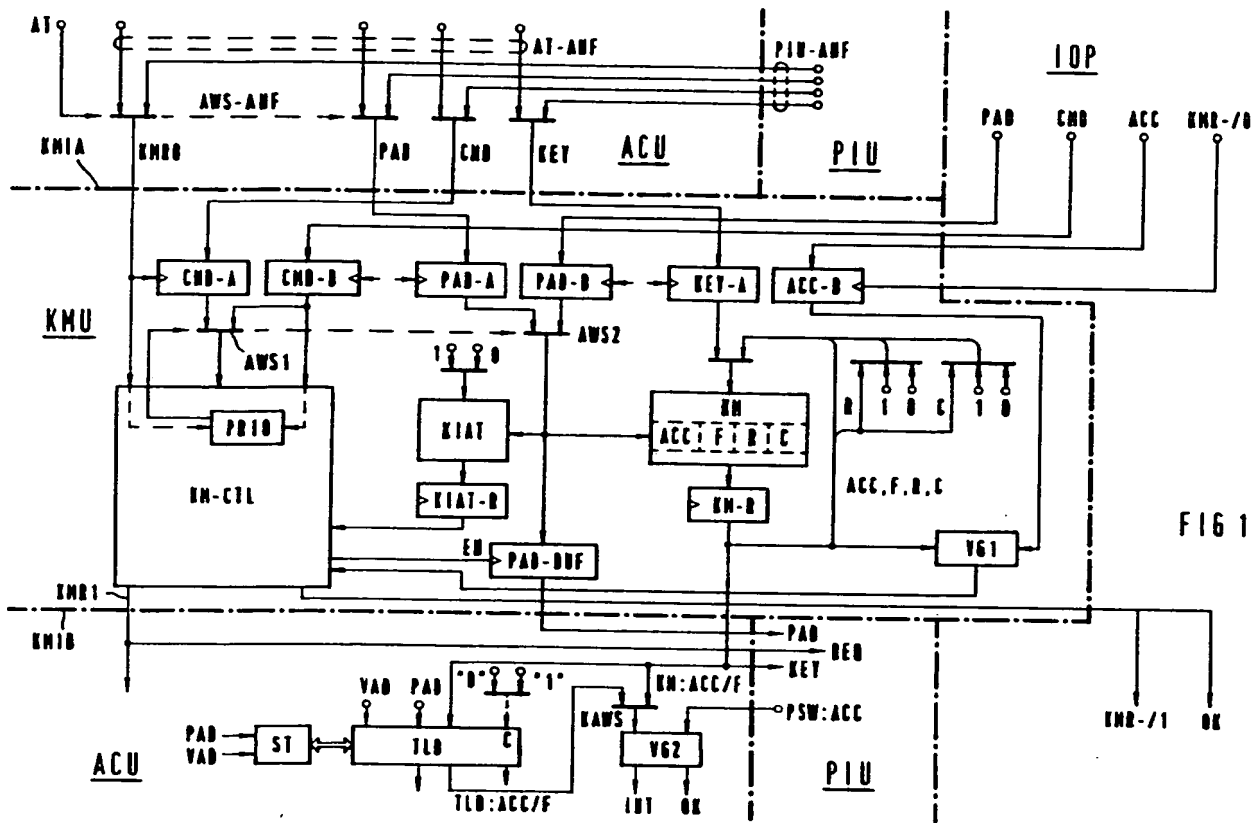 AT
AT-ANF
PIU-ANF
IOP
AWS-ANF
PAD
CMD
ACC
KMR-/0
KMIA
KMR0
PAD
CMD
KEY
ACU
PIU
CMD-A
CMD-B
PAD-A
PAD-B
KEY-A
ACC-B
KMU
AWS1
AWS2
1 0
R 1 0 C 1 0
PRIO
KIAT
KM
ACC F R C
KM-CTL
KIAT-R
KM-R
ACC,F,R,C
FIG 1
EN
PAD-BUF
VG1
KMR1
KMIB
PAD
REQ
KEY
KM:ACC/F
"0" "1"
VAD PAD
KAWS
PSW:ACC
KMR-/1
OK
PAD
VAD
ST
TLB
C
VG2
ACU
TLB:ACC/F
INT OK
PIU